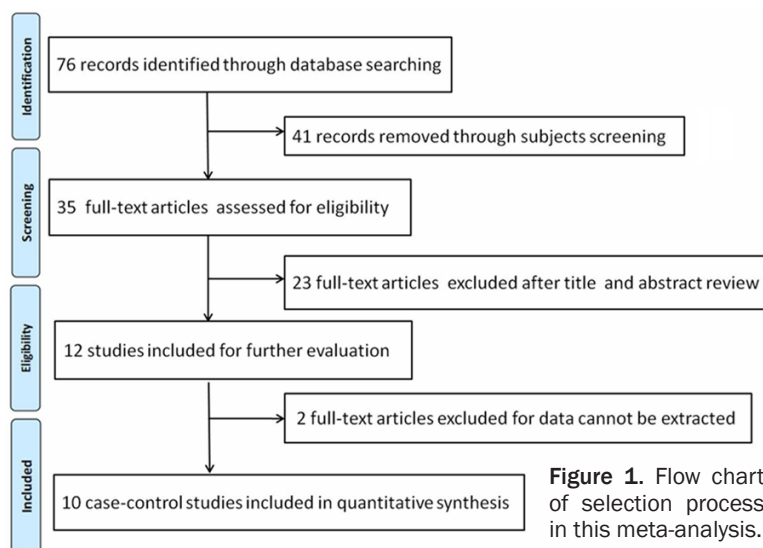 Identification
76 records identified through database searching
41 records removed through subjects screening
Screening
35 full-text articles assessed for eligibility
23 full-text articles excluded after title and abstract review
Eligibility
12 studies included for further evaluation
2 full-text articles excluded for data cannot be extracted
Included
10 case-control studies included in quantitative synthesis
Figure 1. Flow chart
of selection process
in this meta-analysis.